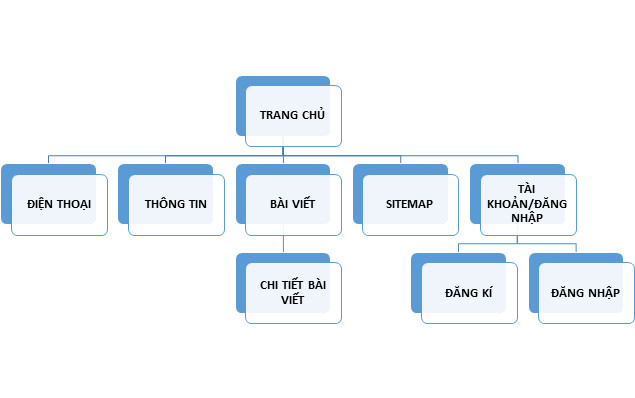 TRANG CHỦ
ĐIỆN THOẠI
THÔNG TIN
BÀI VIẾT
SITEMAP
TÀI
KHOẢN/ĐĂNG
NHẬP
CHI TIẾT BÀI
VIẾT
ĐĂNG KÍ
ĐĂNG NHẬP